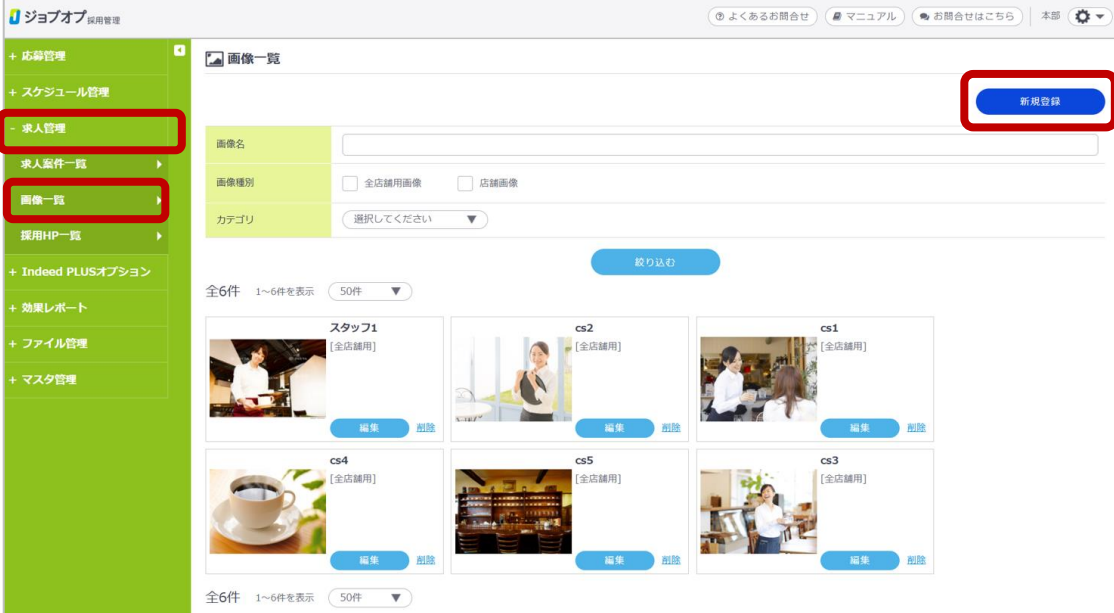 ジョブオプ 採用管理
よくあるお問合せ
マニュアル
お問合せはこちら
本部
+ 応募管理
+ スケジュール管理
- 求人管理
求人案件一覧
画像一覧
採用HP一覧
+ Indeed PLUSオプション
+ 効果レポート
+ ファイル管理
+ マスタ管理
画像一覧
新規登録
画像名
画像種別 全店舗用画像 店舗画像
カテゴリ 選択してください ▼
絞り込む
全6件 1~6件を表示 50件 ▼
スタッフ1
[全店舗用]
編集 削除
cs2
[全店舗用]
編集 削除
cs1
[全店舗用]
編集 削除
cs4
[全店舗用]
編集 削除
cs5
[全店舗用]
編集 削除
cs3
[全店舗用]
編集 削除
全6件 1~6件を表示 50件 ▼